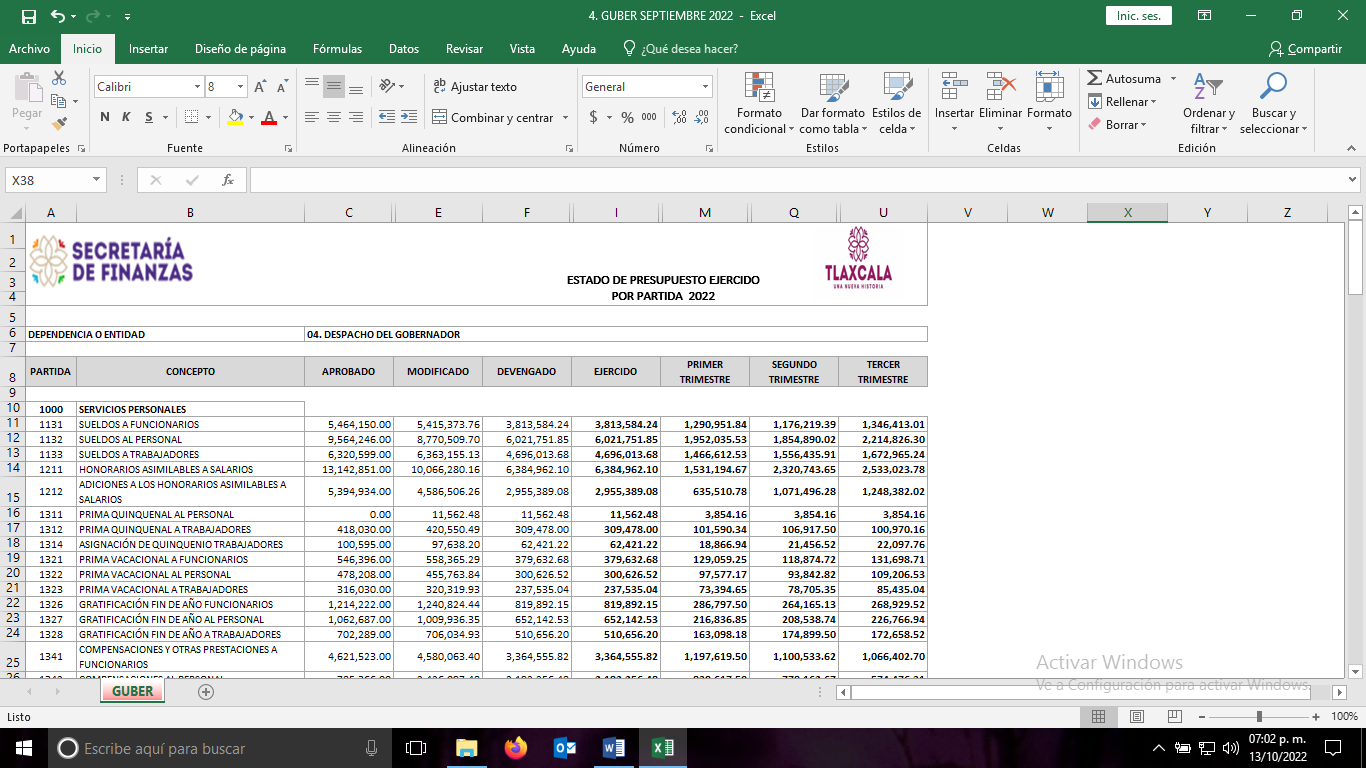 4. GUBER SEPTIEMBRE 2022 - Excel
Inic. ses.
Archivo Inicio Insertar Diseño de página Fórmulas Datos Revisar Vista Ayuda ¿Qué desea hacer? Compartir
Pegar
Calibri 8
N K S
Ajustar texto
Combinar y centrar
General
$ % 000
Formato condicional
Dar formato como tabla
Estilos de celda
Insertar Eliminar Formato
Autosuma
Rellenar
Borrar
Ordenar y filtrar
Buscar y seleccionar
Portapapeles Fuente Alineación Número Estilos Celdas Edición
X38 fx
A B C E F I M Q U V W X Y Z
1
2
3
4
5
6
7
8
9
SECRETARÍA
DE FINANZAS
TLAXCALA
UNA NUEVA HISTORIA
ESTADO DE PRESUPUESTO EJERCIDO
POR PARTIDA 2022
DEPENDENCIA O ENTIDAD 04. DESPACHO DEL GOBERNADOR
PARTIDA CONCEPTO APROBADO MODIFICADO DEVENGADO EJERCIDO PRIMER TRIMESTRE SEGUNDO TRIMESTRE TERCER TRIMESTRE
10 1000 SERVICIOS PERSONALES
11 1131 SUELDOS A FUNCIONARIOS 5,464,150.00 5,415,373.76 3,813,584.24 3,813,584.24 1,290,951.84 1,176,219.39 1,346,413.01
12 1132 SUELDOS AL PERSONAL 9,564,246.00 8,770,509.70 6,021,751.85 6,021,751.85 1,952,035.53 1,854,890.02 2,214,826.30
13 1133 SUELDOS A TRABAJADORES 6,320,599.00 6,363,155.13 4,696,013.68 4,696,013.68 1,466,612.53 1,556,435.91 1,672,965.24
14 1211 HONORARIOS ASIMILABLES A SALARIOS 13,142,851.00 10,066,280.16 6,384,962.10 6,384,962.10 1,531,194.67 2,320,743.65 2,533,023.78
15 1212 ADICIONES A LOS HONORARIOS ASIMILABLES A SALARIOS 5,394,934.00 4,586,506.26 2,955,389.08 2,955,389.08 635,510.78 1,071,496.28 1,248,382.02
16 1311 PRIMA QUINQUENAL AL PERSONAL 0.00 11,562.48 11,562.48 11,562.48 3,854.16 3,854.16 3,854.16
17 1312 PRIMA QUINQUENAL A TRABAJADORES 418,030.00 420,550.49 309,478.00 309,478.00 101,590.34 106,917.50 100,970.16
18 1314 ASIGNACIÓN DE QUINQUENIO TRABAJADORES 100,595.00 97,638.20 62,421.22 62,421.22 18,866.94 21,456.52 22,097.76
19 1321 PRIMA VACACIONAL A FUNCIONARIOS 546,396.00 558,365.29 379,632.68 379,632.68 129,059.25 118,874.72 131,698.71
20 1322 PRIMA VACACIONAL AL PERSONAL 478,208.00 455,763.84 300,626.52 300,626.52 97,577.17 93,842.82 109,206.53
21 1323 PRIMA VACACIONAL A TRABAJADORES 316,030.00 320,319.93 237,535.04 237,535.04 73,394.65 78,705.35 85,435.04
22 1326 GRATIFICACIÓN FIN DE AÑO FUNCIONARIOS 1,214,222.00 1,240,824.44 819,892.15 819,892.15 286,797.50 264,165.13 268,929.52
23 1327 GRATIFICACIÓN FIN DE AÑO AL PERSONAL 1,062,687.00 1,009,936.35 652,142.53 652,142.53 216,836.85 208,538.74 226,766.94
24 1328 GRATIFICACIÓN FIN DE AÑO A TRABAJADORES 702,289.00 706,034.93 510,656.20 510,656.20 163,098.18 174,899.50 172,658.52
25 1341 COMPENSACIONES Y OTRAS PRESTACIONES A FUNCIONARIOS 4,621,523.00 4,580,063.40 3,364,555.82 3,364,555.82 1,197,619.50 1,100,533.62 1,066,402.70
Activar Windows
Ve a Configuración para activar Windows.
GUBER
Listo
100%
Escribe aquí para buscar
07:02 p. m.
13/10/2022